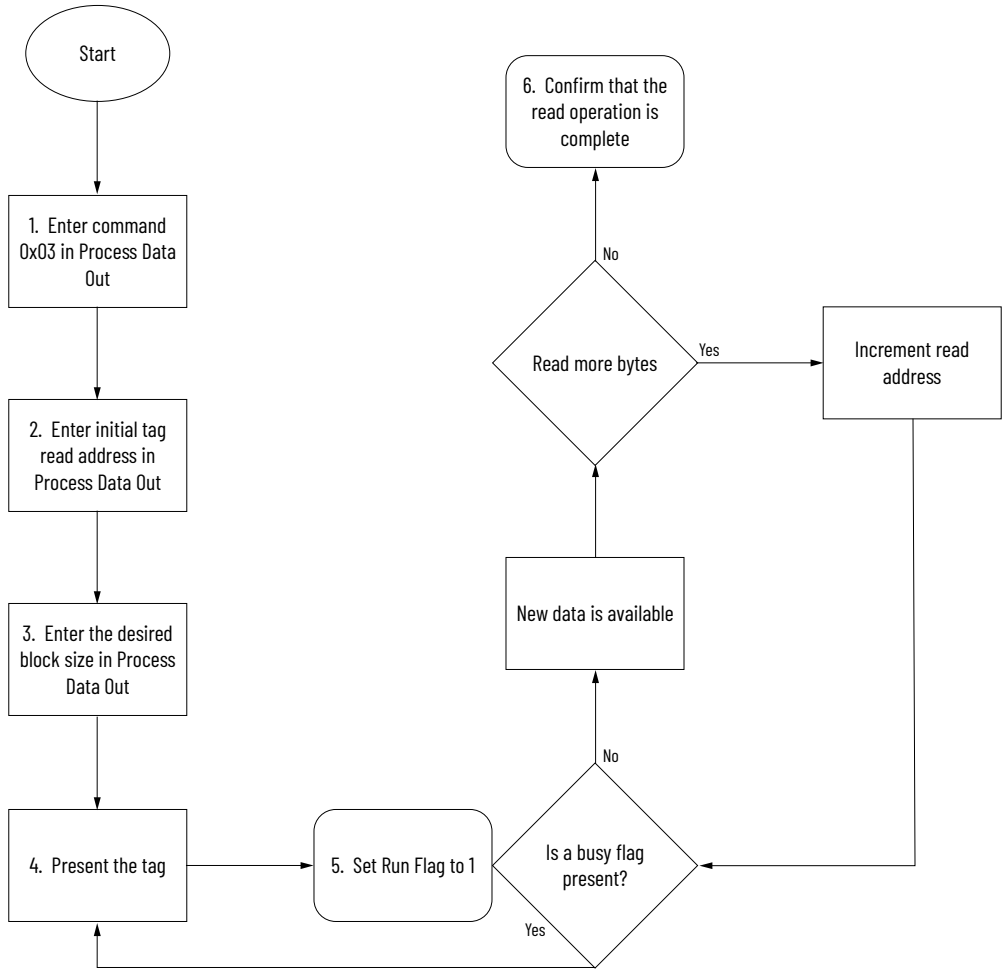 Start
1. Enter command
0x03 in Process Data
Out
2. Enter initial tag
read address in
Process Data Out
3. Enter the desired
block size in Process
Data Out
4. Present the tag
5. Set Run Flag to 1
Is a busy flag
present?
Yes
No
New data is available
Read more bytes
Yes
Increment read
address
No
6. Confirm that the
read operation is
complete